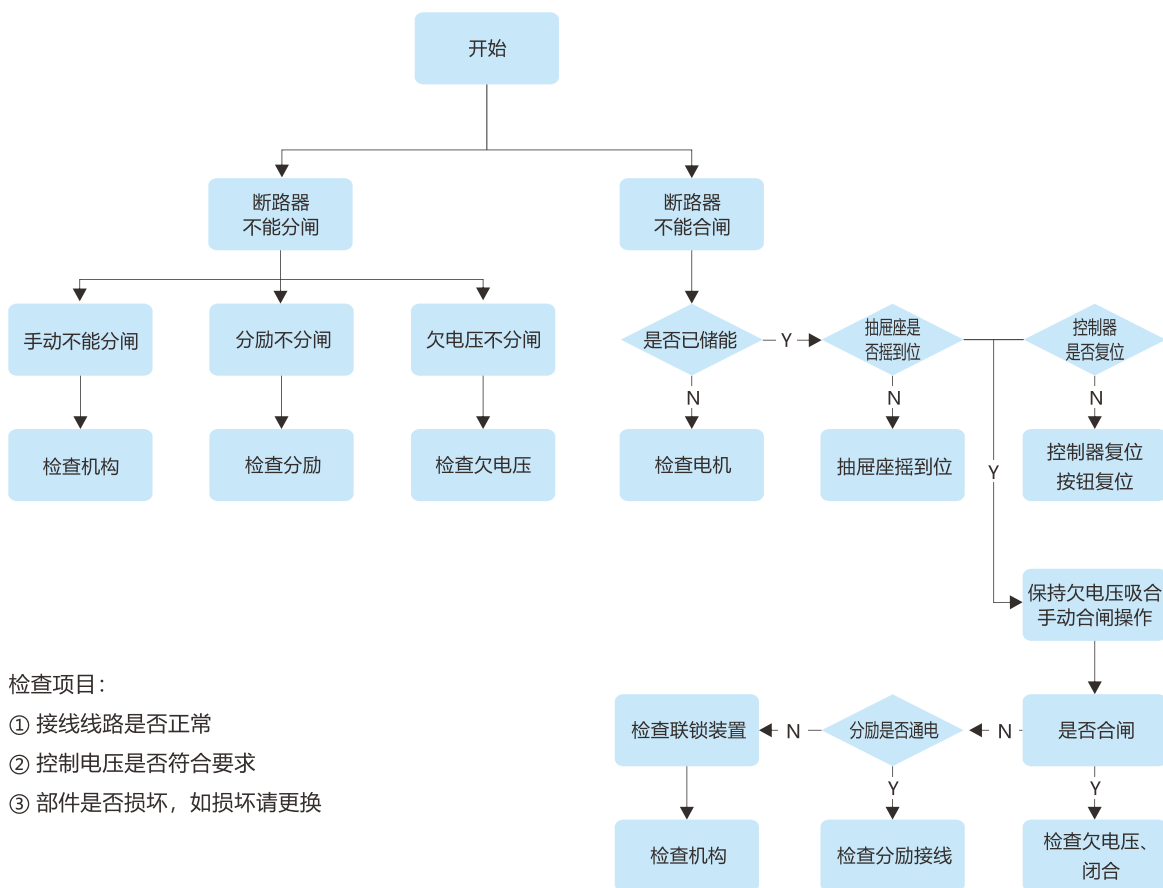 开始
断路器
不能分闸
断路器
不能合闸
手动不能分闸
分励不分闸
欠电压不分闸
是否已储能
Y
抽屉座是
否摇到位
控制器
是否复位
N
N
N
检查机构
检查分励
检查欠电压
检查电机
抽屉座摇到位
控制器复位
按钮复位
Y
保持欠电压吸合
手动合闸操作
检查项目：
① 接线线路是否正常
② 控制电压是否符合要求
③ 部件是否损坏，如损坏请更换
检查联锁装置
N
分励是否通电
N
是否合闸
Y
Y
检查机构
检查分励接线
检查欠电压、
闭合